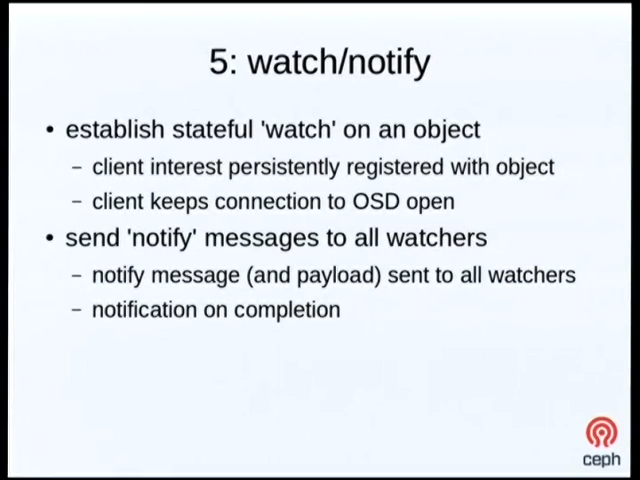 5: watch/notify
• establish stateful 'watch' on an object
– client interest persistently registered with object
– client keeps connection to OSD open
• send 'notify' messages to all watchers
– notify message (and payload) sent to all watchers
– notification on completion
ceph